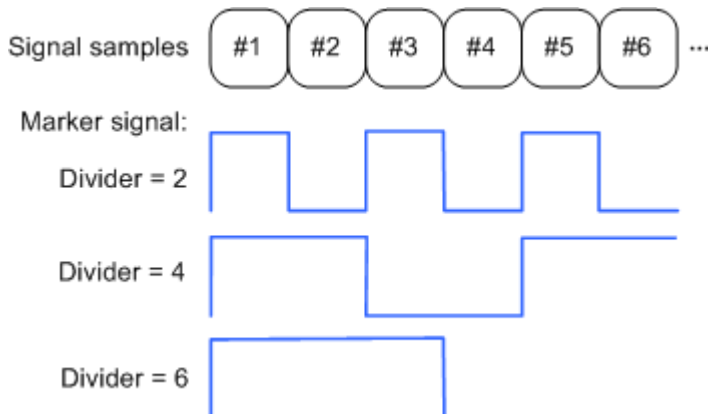 Signal samples #1 #2 #3 #4 #5 #6 ...
Marker signal:
Divider = 2
Divider = 4
Divider = 6